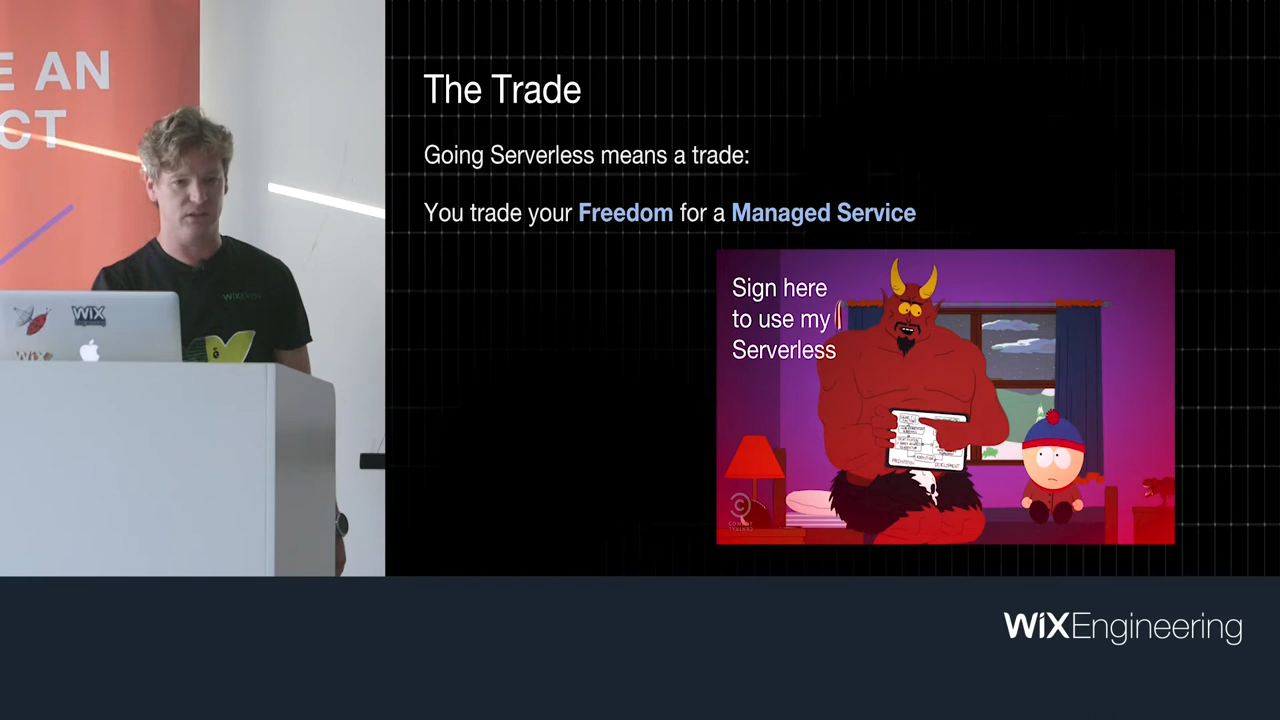 E AN
CT
WiX
WiX
The Trade
Going Serverless means a trade:
You trade your Freedom for a Managed Service
Sign here
to use my
Serverless
WiXEngineering